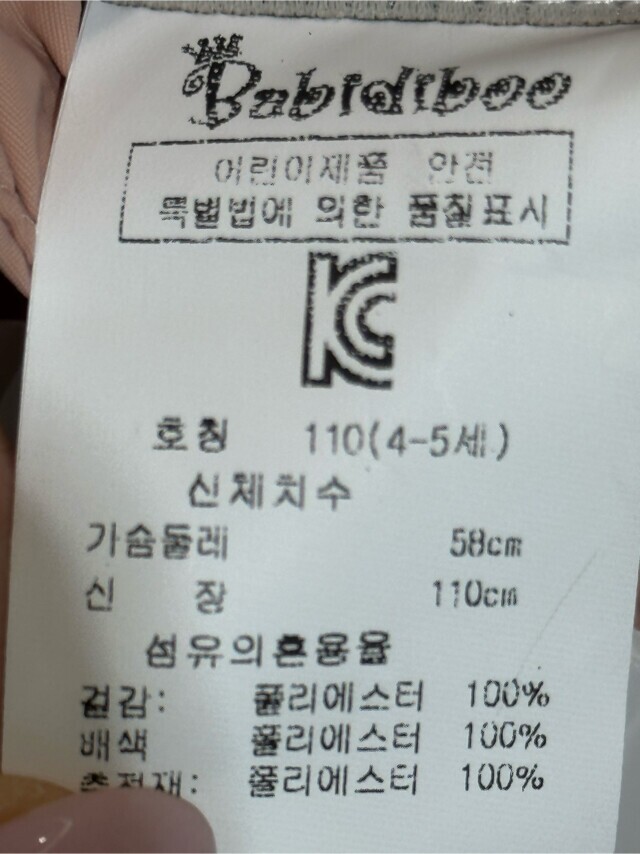 Babidiboo
어린이제품 안전
특별법에 의한 품질표시
KC
호칭 110(4-5세)
신체치수
가슴둘레 58cm
신 장 110cm
섬유의혼용율
겉감: 폴리에스터 100%
배색 폴리에스터 100%
충전재: 폴리에스터 100%